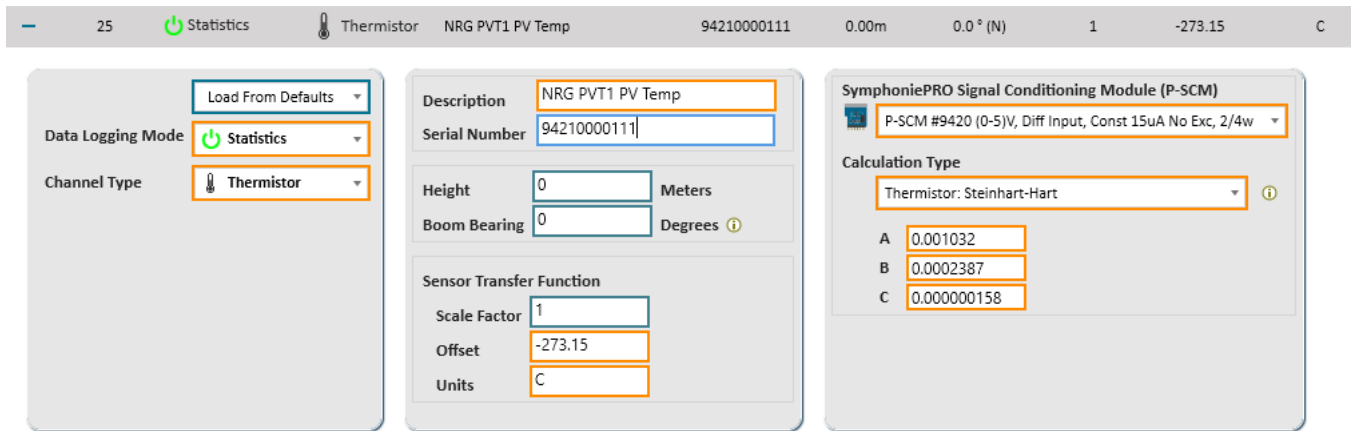 25 Statistics Thermistor NRG PVT1 PV Temp 94210000111 0.00m 0.0 ° (N) 1 -273.15 C
Load From Defaults
Data Logging Mode Statistics
Channel Type Thermistor
Description NRG PVT1 PV Temp
Serial Number 94210000111
Height 0 Meters
Boom Bearing 0 Degrees
Sensor Transfer Function
Scale Factor 1
Offset -273.15
Units C
SymphoniePRO Signal Conditioning Module (P-SCM)
P-SCM #9420 (0-5)V, Diff Input, Const 15uA No Exc, 2/4w
Calculation Type
Thermistor: Steinhart-Hart
A 0.001032
B 0.0002387
C 0.000000158